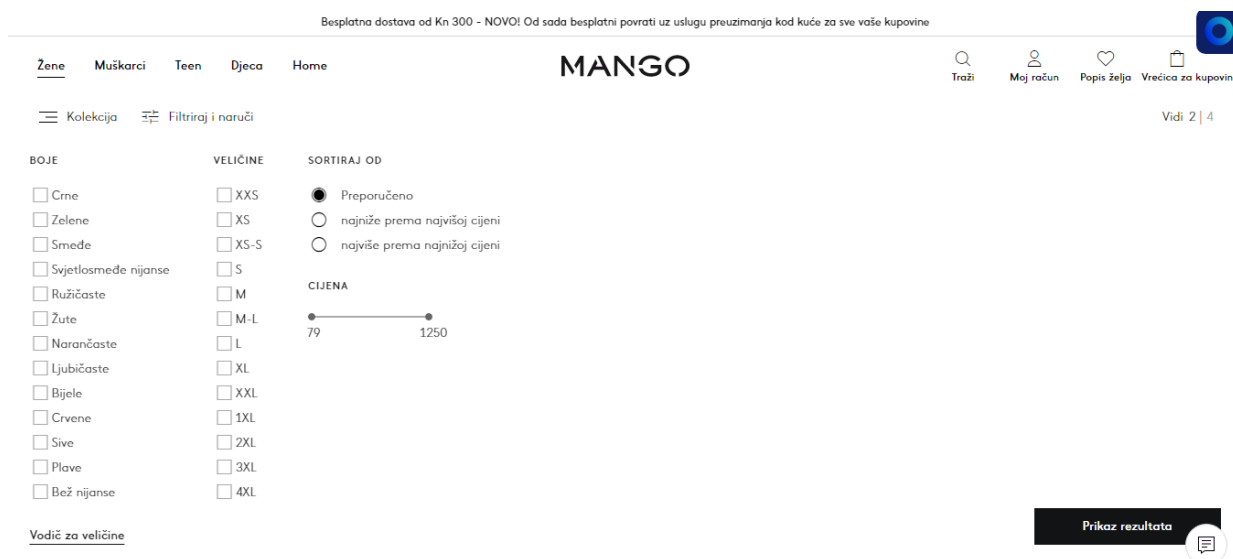 Besplatna dostava od Kn 300 - NOVO! Od sada besplatni povrati uz uslugu preuzimanja kod kuće za sve vaše kupovine
Žene Muškarci Teen Djeca Home MANGO Traži Moj račun Popis želja Vrećica za kupovin
Kolekcija Filtriraj i naruči Vidi 2 | 4
BOJE
Crne
Zelene
Smeđe
Svjetlosmeđe nijanse
Ružičaste
Žute
Narančaste
Ljubičaste
Bijele
Crvene
Sive
Plave
Bež nijanse
Vodič za veličine
VELIČINE
XXS
XS
XS-S
S
M
M-L
L
XL
XXL
1XL
2XL
3XL
4XL
SORTIRAJ OD
Preporučeno
najniže prema najvišoj cijeni
najviše prema najnižoj cijeni
CIJENA
79 1250
Prikaz rezultata